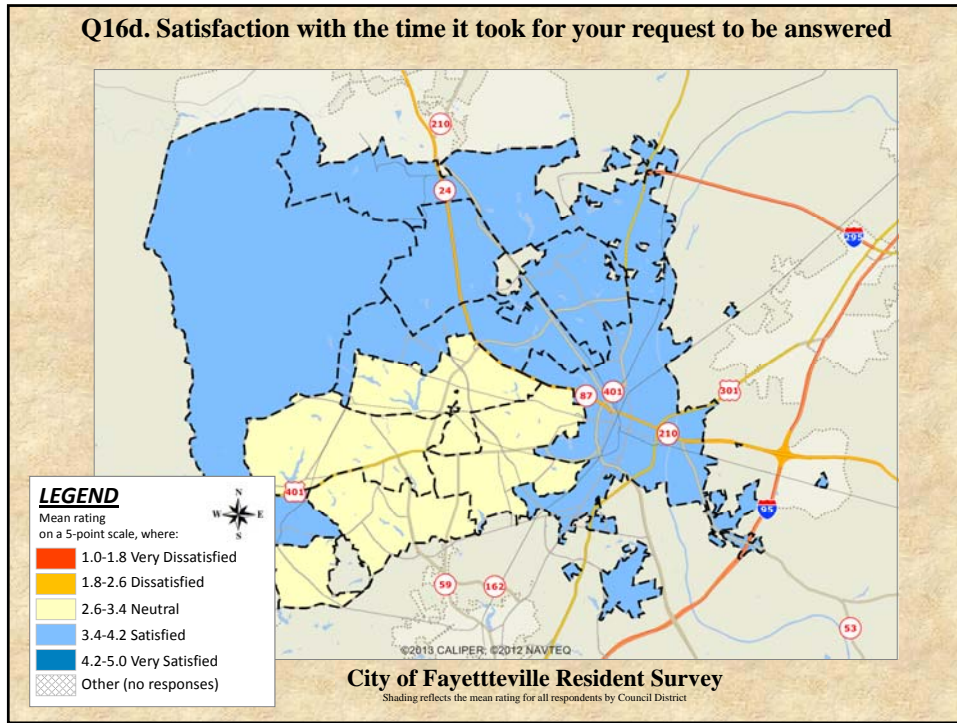 Q16d. Satisfaction with the time it took for your request to be answered
210
24
295
87
401
301
210
401
95
59
162
53
LEGEND
Mean rating
on a 5-point scale, where:
N
W
E
S
1.0-1.8 Very Dissatisfied
1.8-2.6 Dissatisfied
2.6-3.4 Neutral
3.4-4.2 Satisfied
4.2-5.0 Very Satisfied
Other (no responses)
©2013 CALIPER; ©2012 NAVTEQ
City of Fayettteville Resident Survey
Shading reflects the mean rating for all respondents by Council District